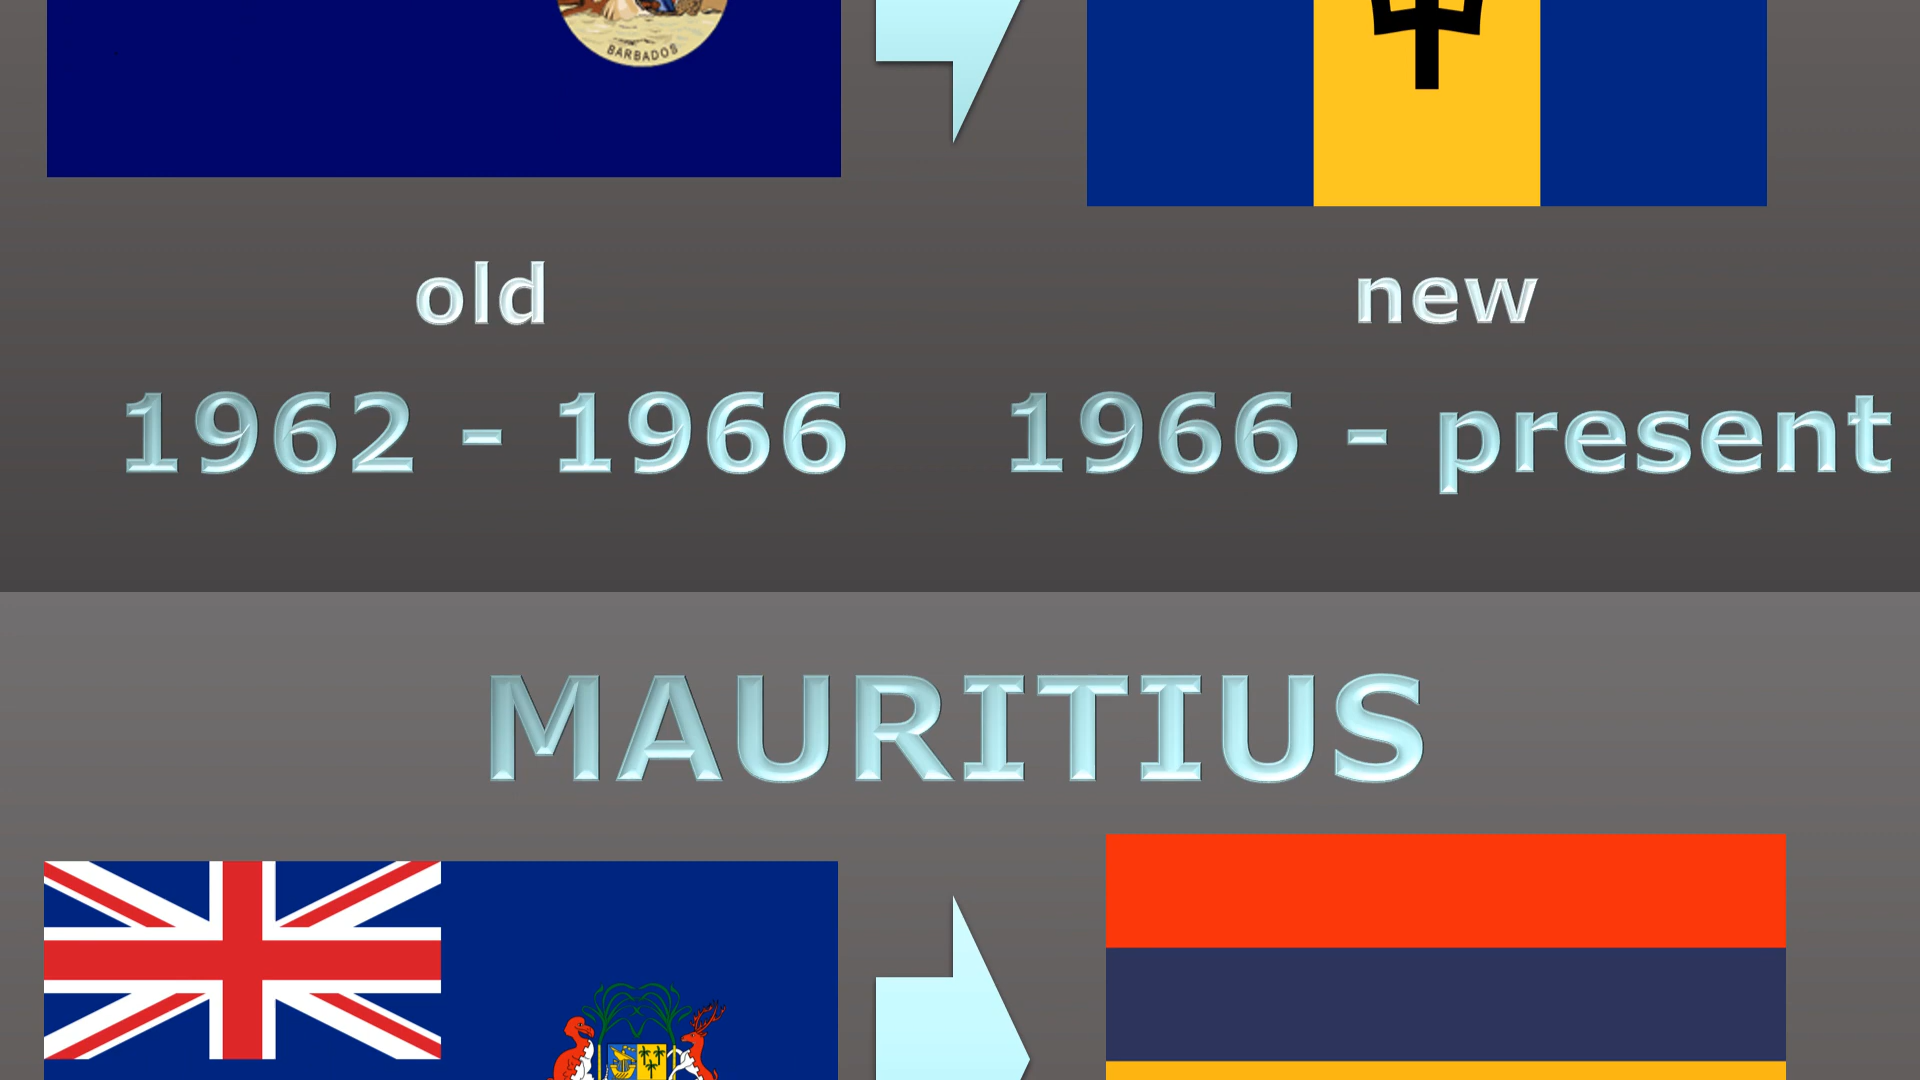 BARBADOS
old
new
1962 - 1966
1966 - present
MAURITIUS